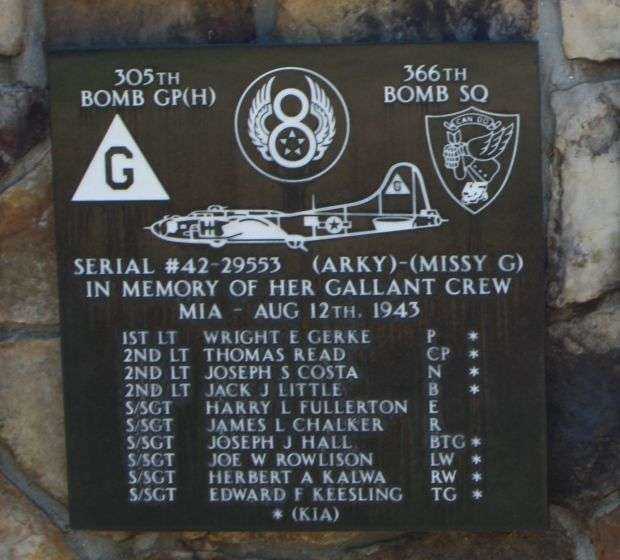 305TH
BOMB GP(H)
8
366TH
BOMB SQ
CAN DO
G
G
SERIAL #42-29553 (ARKY)-(MISSY G)
IN MEMORY OF HER GALLANT CREW
MIA - AUG 12TH, 1943
1ST LT WRIGHT E GERKE P *
2ND LT THOMAS READ CP *
2ND LT JOSEPH S COSTA N *
2ND LT JACK J LITTLE B *
S/SGT HARRY L FULLERTON E
S/SGT JAMES L CHALKER R
S/SGT JOSEPH J HALL BTG *
S/SGT JOE W ROWLISON LW *
S/SGT HERBERT A KALWA RW *
S/SGT EDWARD F KEESLING TG *
* (KIA)